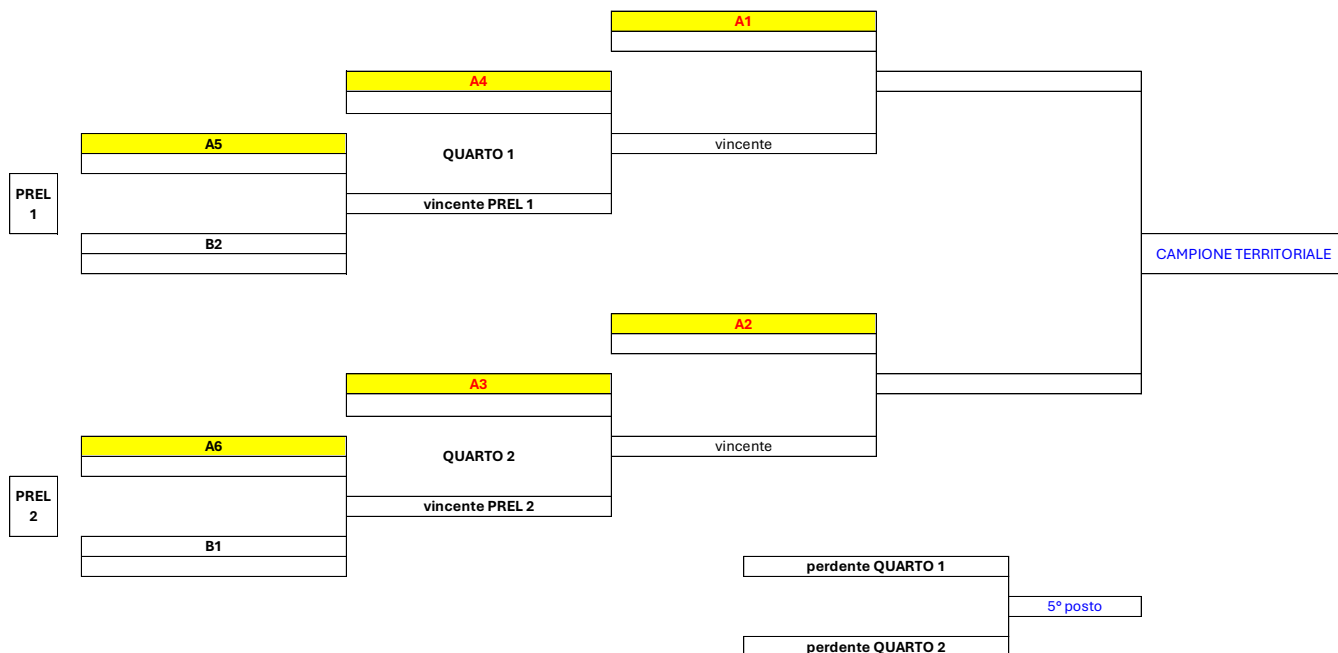 A1
A4
A5
QUARTO 1
vincente
PREL
1
vincente PREL 1
B2
CAMPIONE TERRITORIALE
A2
A3
A6
QUARTO 2
vincente
PREL
2
vincente PREL 2
B1
perdente QUARTO 1
5° posto
perdente QUARTO 2